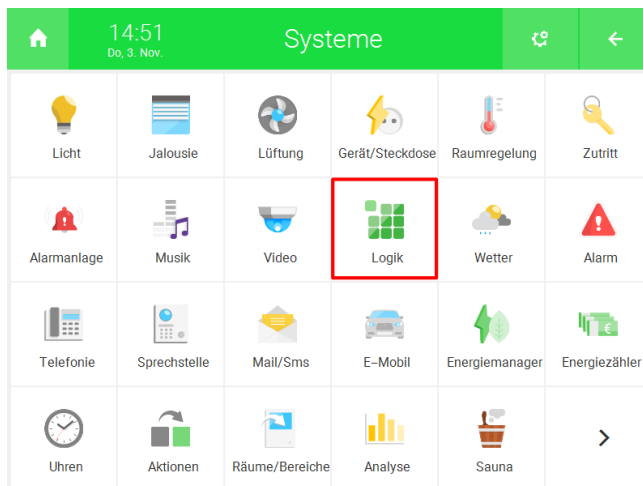 14:51
Systeme
Do, 3. Nov.
Licht
Jalousie
Lüftung
Gerät/Steckdose
Raumregelung
Zutritt
Alarmanlage
Musik
Video
Logik
Wetter
Alarm
Telefonie
Sprechstelle
Mail/Sms
E-Mobil
Energiemanager
Energiezähler
Uhren
Aktionen
Räume/Bereiche
Analyse
Sauna